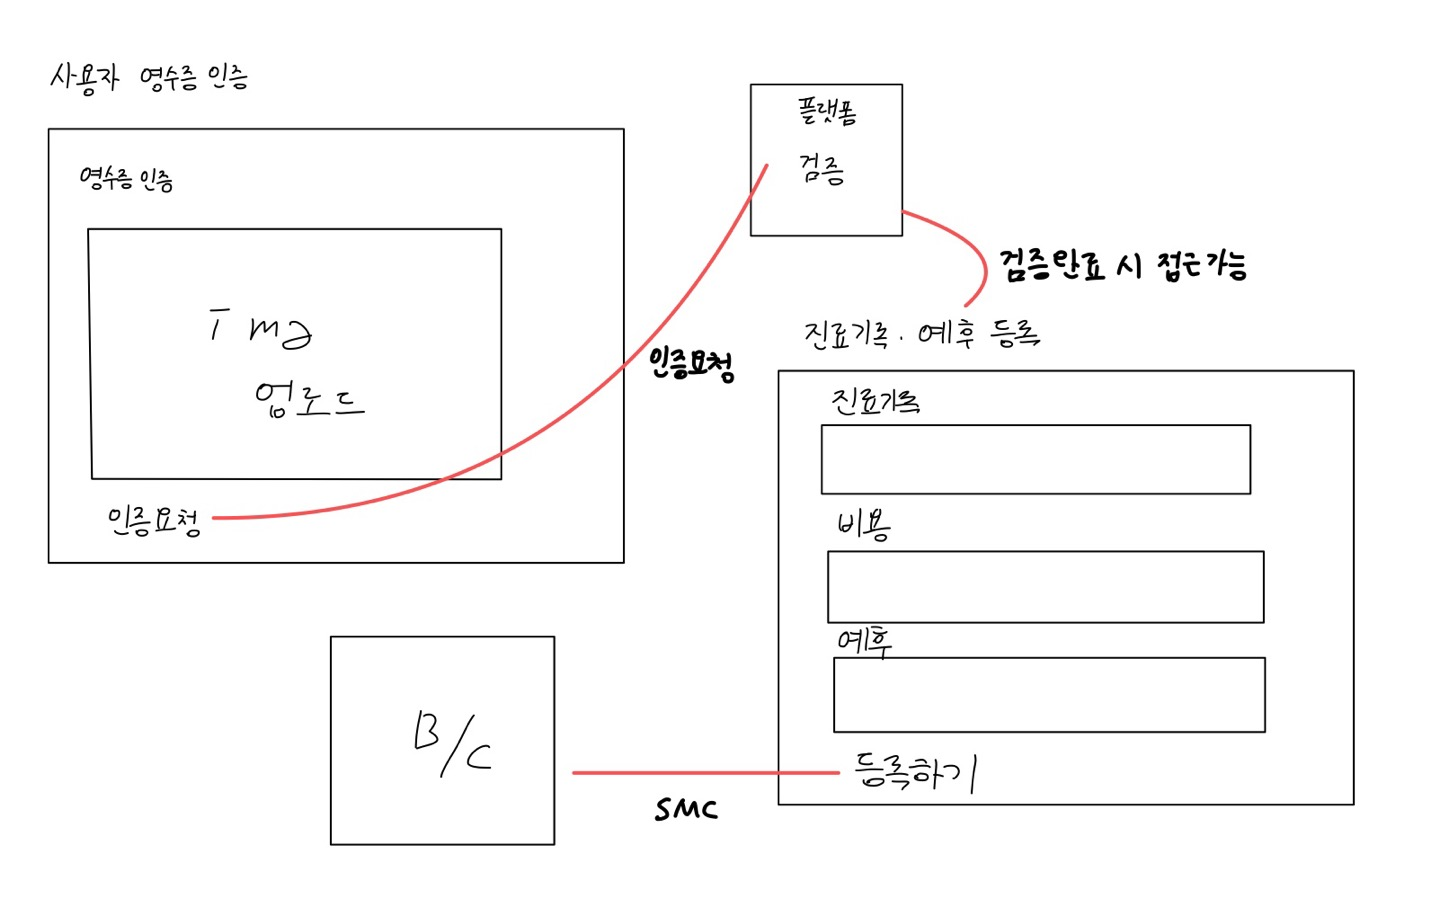 사용자 영수증 인증
영수증 인증
Img
업로드
인증요청
인증요청
플랫폼
검증
검증완료 시 접근가능
진료기록 · 예후 등록
진료기록
비용
예후
등록하기
SMC
B/C